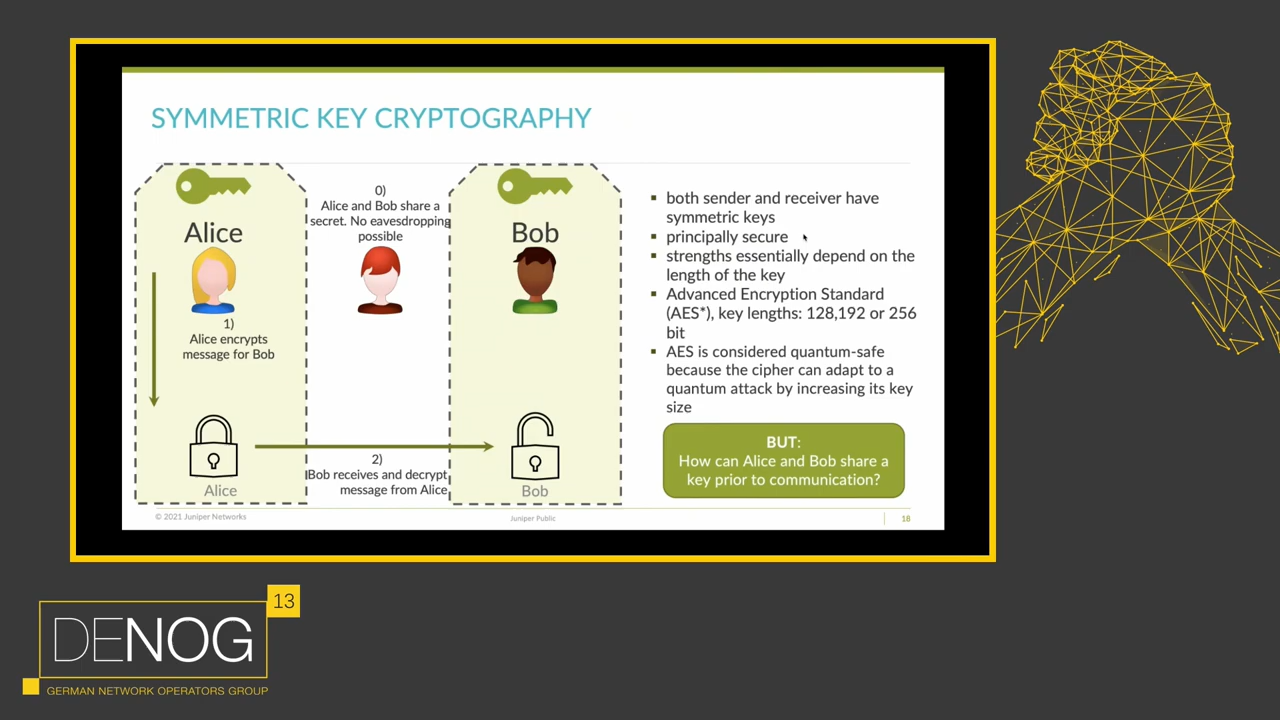 SYMMETRIC KEY CRYPTOGRAPHY
Alice
1)
Alice encrypts
message for Bob
Alice
0)
Alice and Bob share a
secret. No eavesdropping
possible
2)
Bob receives and decrypt
message from Alice
Bob
Bob
both sender and receiver have
symmetric keys
principally secure
strengths essentially depend on the
length of the key
Advanced Encryption Standard
(AES*), key lengths: 128,192 or 256
bit
AES is considered quantum-safe
because the cipher can adapt to a
quantum attack by increasing its key
size
BUT:
How can Alice and Bob share a
key prior to communication?
© 2021 Juniper Networks
Juniper Public
18
13
DENOG
GERMAN NETWORK OPERATORS GROUP